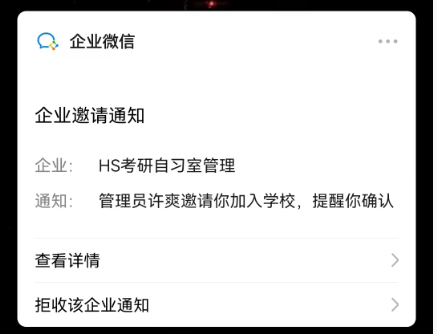 企业微信
企业邀请通知
企业： HS考研自习室管理
通知： 管理员许爽邀请你加入学校，提醒你确认
查看详情
拒收该企业通知